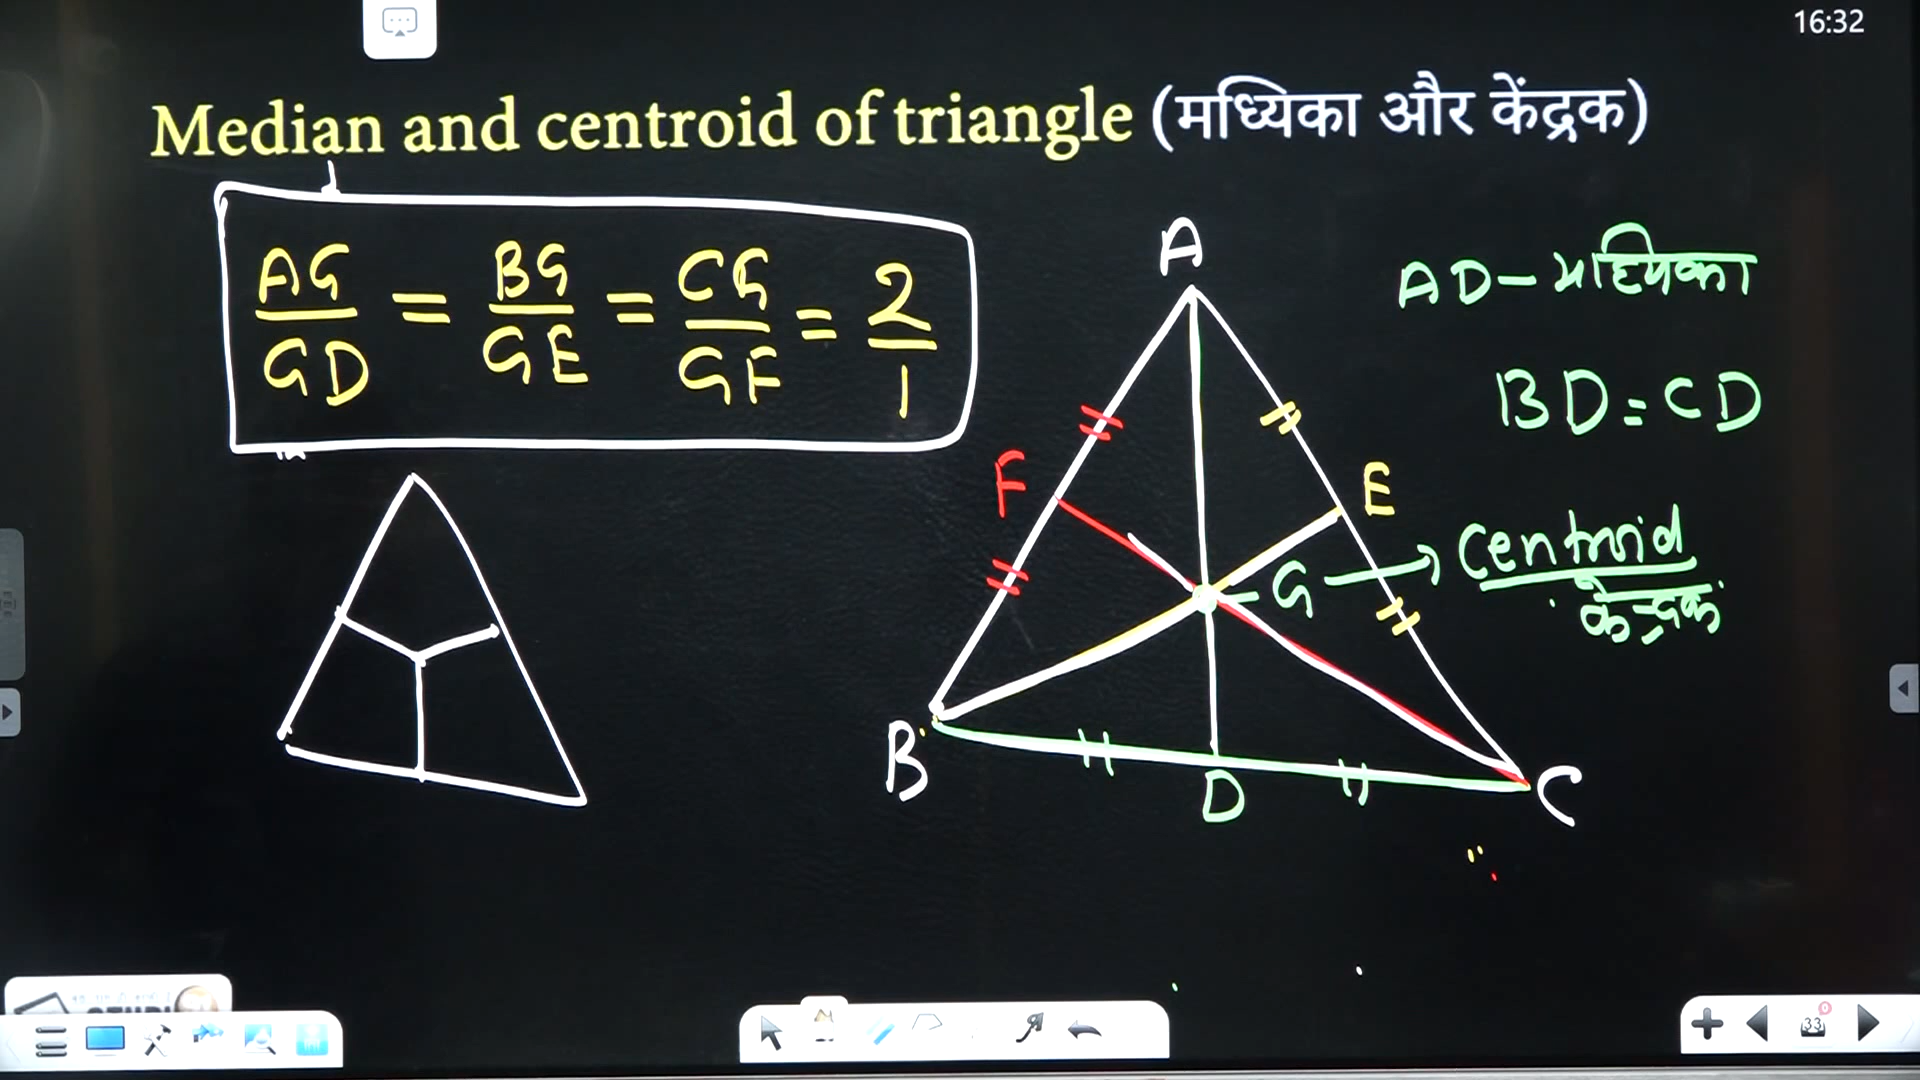 16:32
Median and centroid of triangle (मध्यिका और केंद्रक)
AG/GD = BG/GE = CG/GF = 2/1
A
AD - मध्यिका
BD = CD
F
E
G → Centroid
केन्द्रक
B
D
C
33